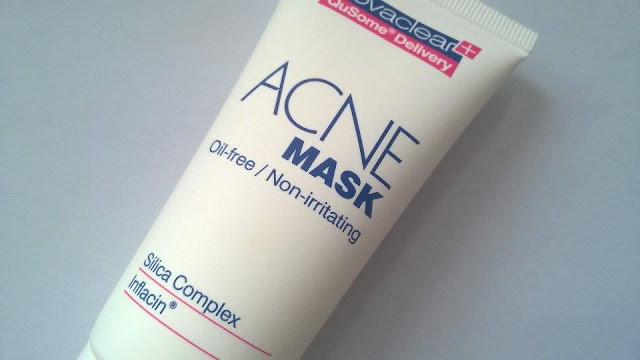 ovaclear+
QuSome® Delivery
ACNE
MASK
Oil-free / Non-irritating
Silica Complex
Inflacin®